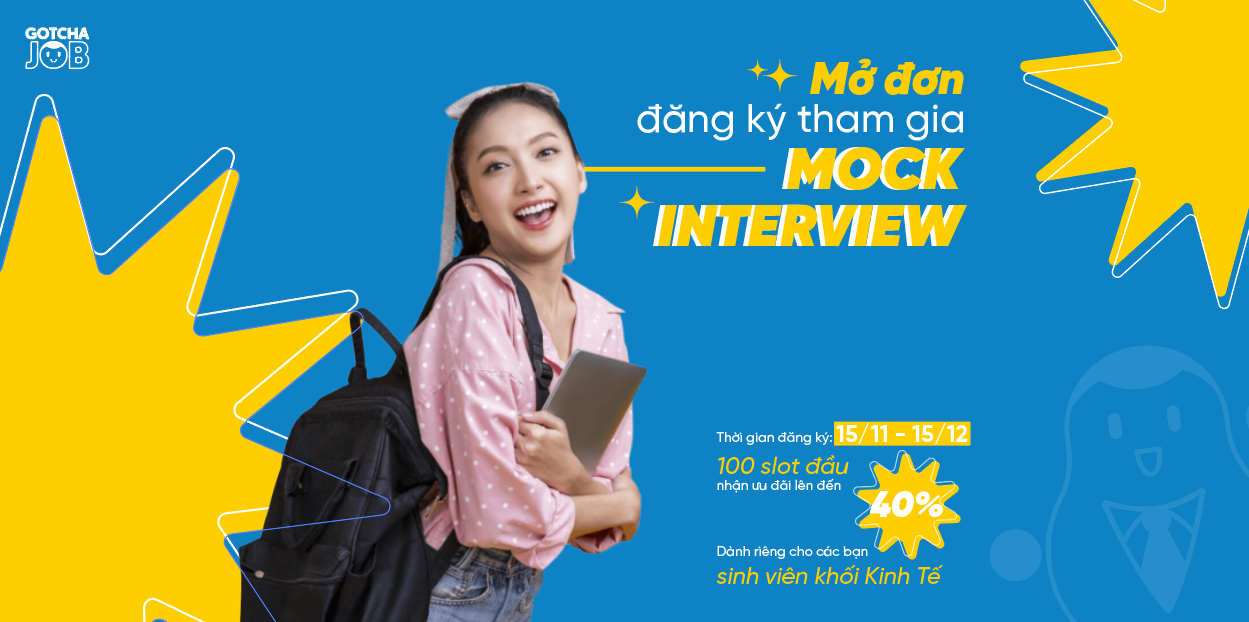 GOTCHA
JOB
Mở đơn
đăng ký tham gia
MOCK
INTERVIEW
Thời gian đăng ký: 15/11 - 15/12
100 slot đầu
nhận ưu đãi lên đến
40%
Dành riêng cho các bạn
sinh viên khối Kinh Tế